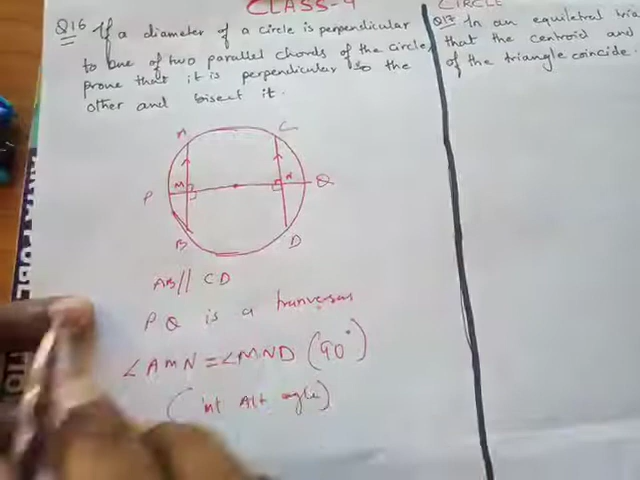 CLASS-9
CIRCLE
Q16 If a diameter of a circle is perpendicular
to one of two parallel chords of the circle,
prove that it is perpendicular to the
other and bisect it.
Q17 In an equiletral
that the centroid and
of the triangle coincide.
A
C
P
M
N
Q
B
D
AB// CD
PQ is a tranversas
∠AMN = ∠MND (90°)
(int Alt angle)